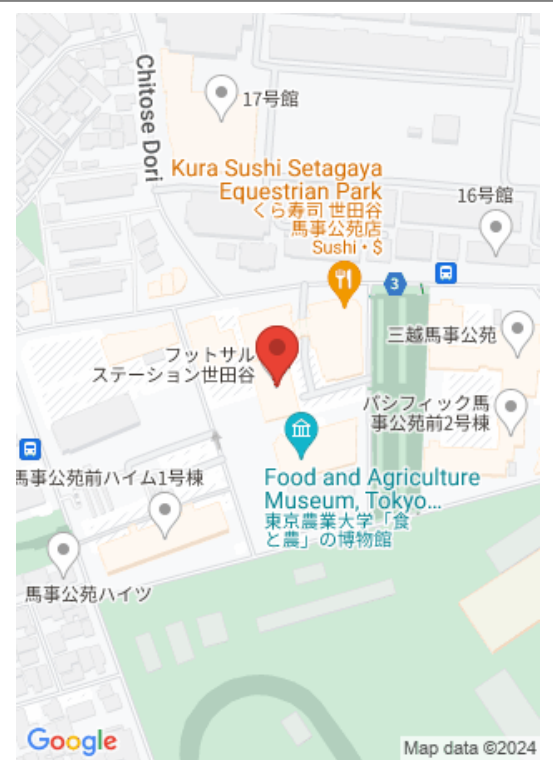 Chitose Dori
17号館
Kura Sushi Setagaya
Equestrian Park
くら寿司 世田谷
馬事公苑店
Sushi・$
16号館
3
三越馬事公苑
フットサル
ステーション世田谷
パシフィック馬
事公苑前2号棟
馬事公苑前ハイム1号棟
Food and Agriculture
Museum, Tokyo...
東京農業大学「食
と農」の博物館
馬事公苑ハイツ
Google
Map data ©2024